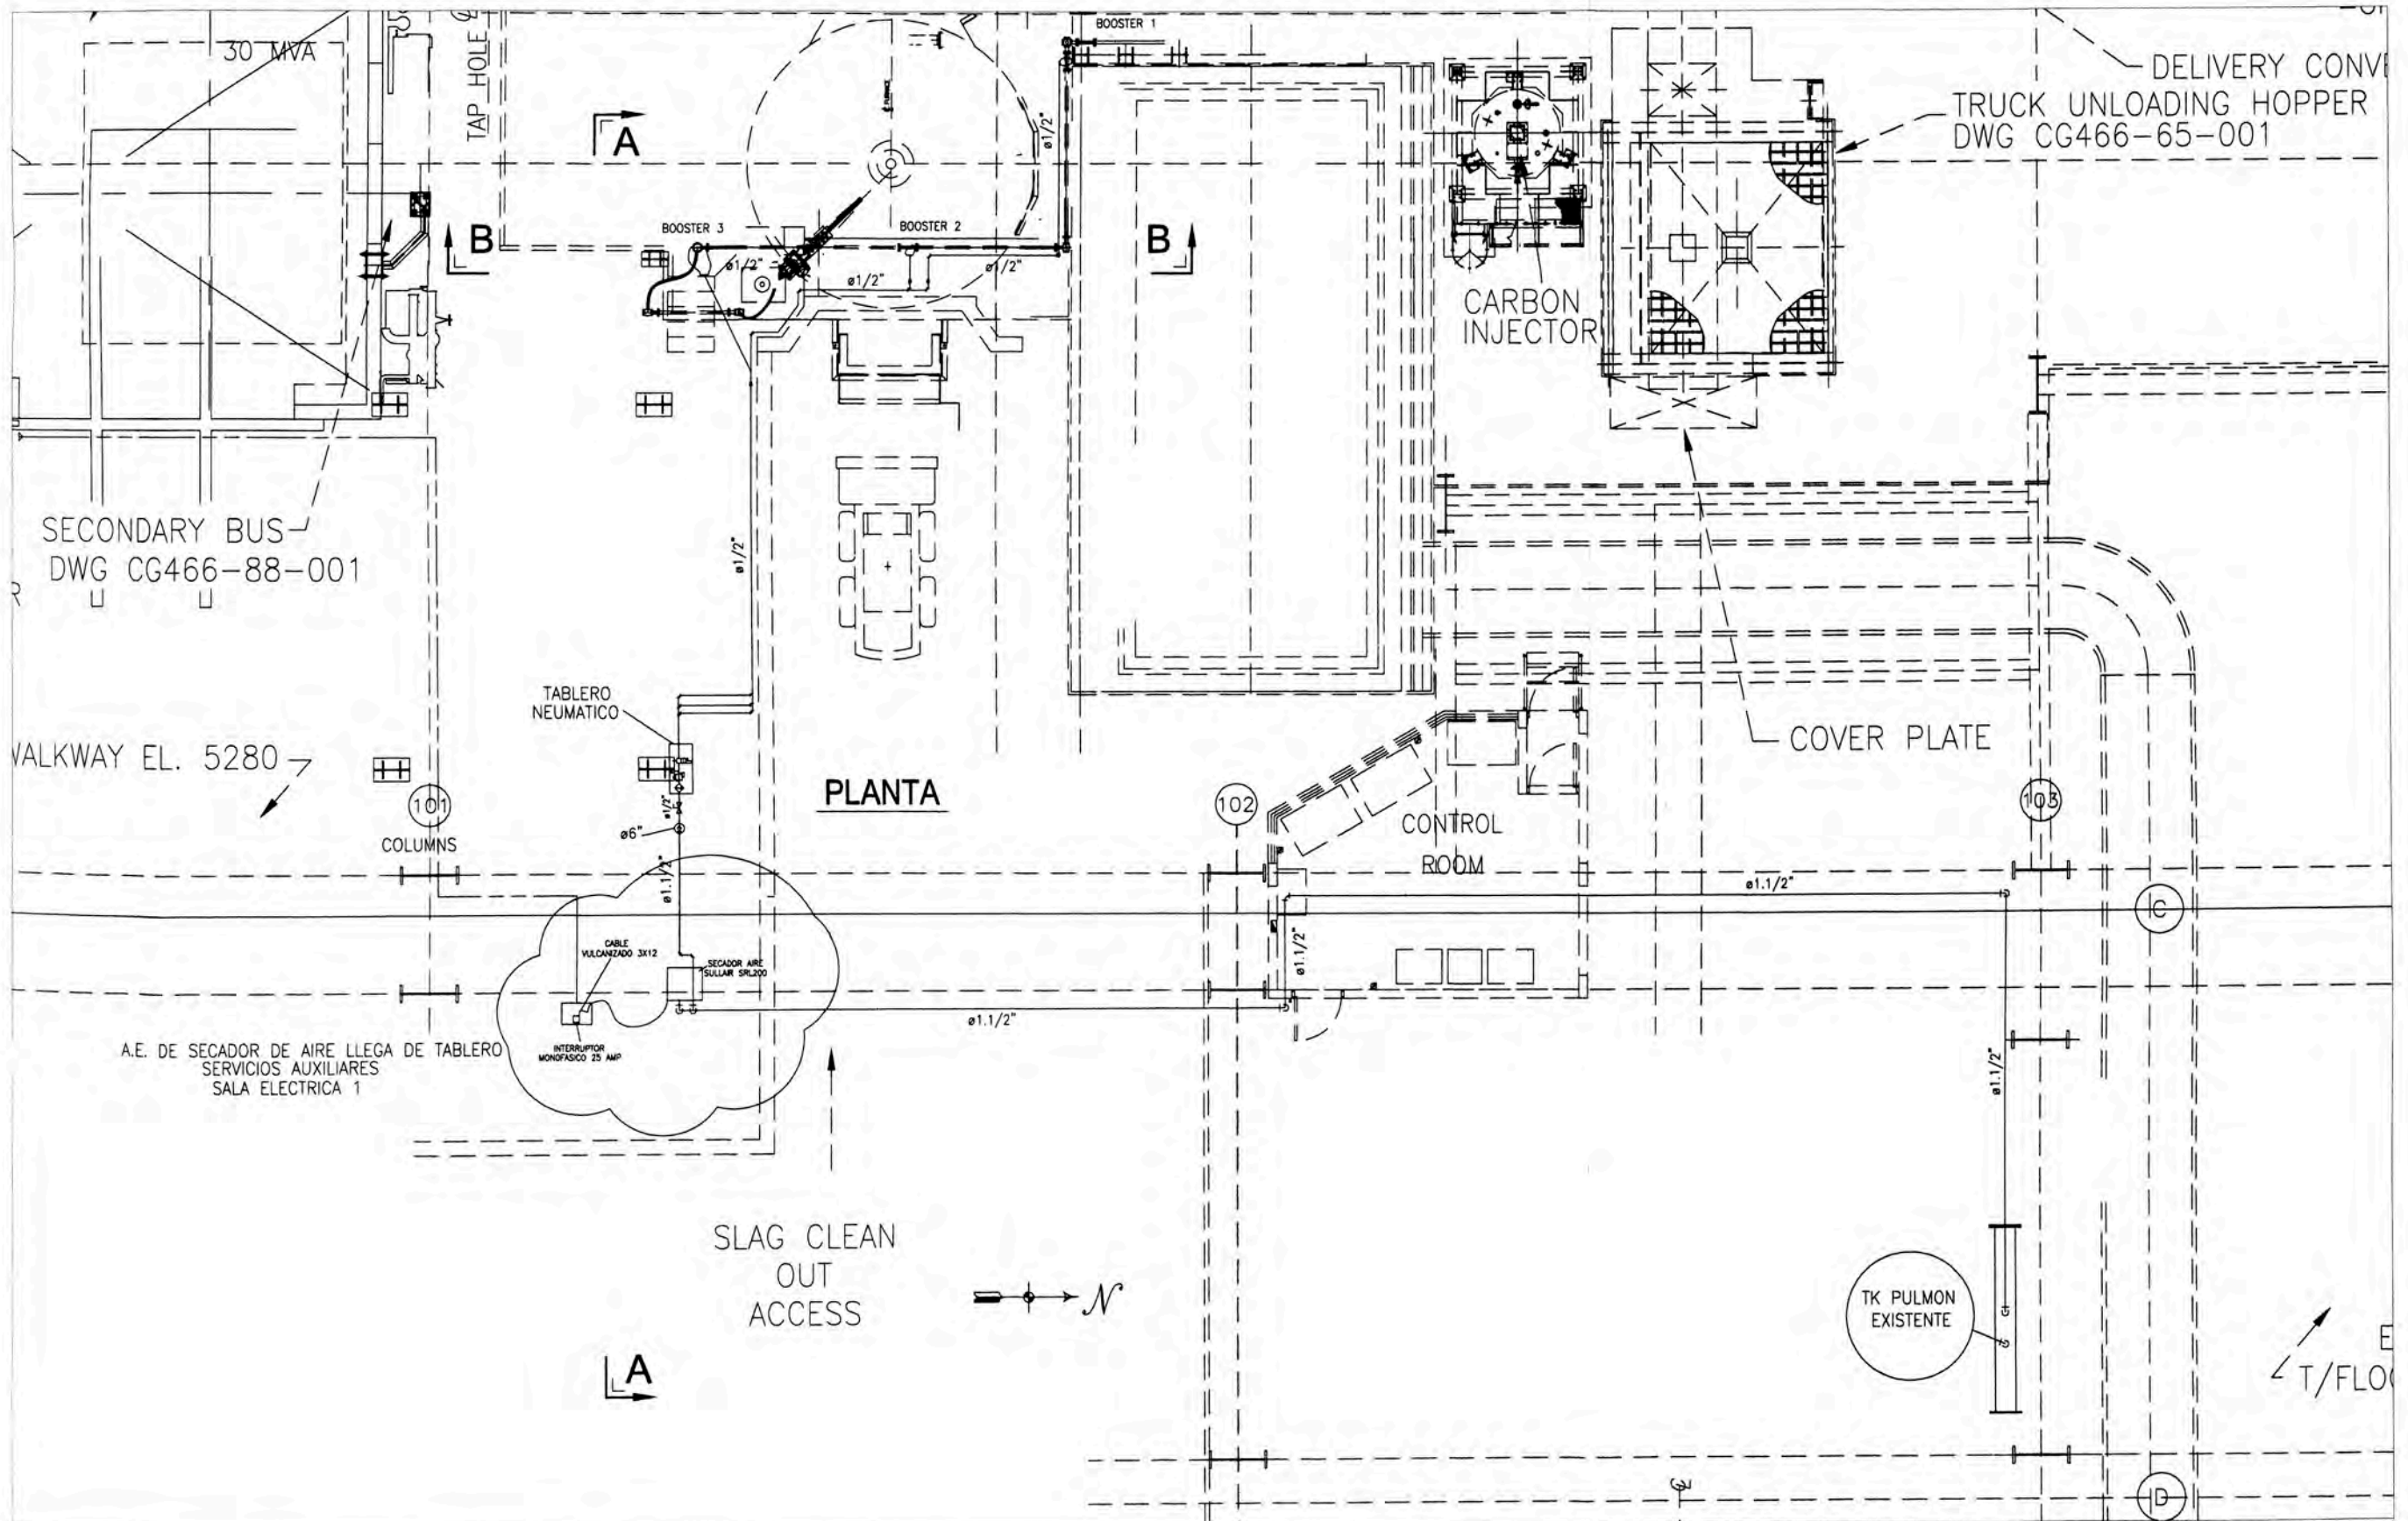 BOOSTER 1
30 MVA
TAP HOLE
DELIVERY
TRUCK UNLOADING HOPPER
DWG CG466-65-001
A
ø1/2"
B
BOOSTER 3
BOOSTER 2
B
ø1/2"
ø1/2"
ø1/2"
CARBON
INJECTOR
SECONDARY BUS
DWG CG466-88-001
ø1/2"
TABLERO
NEUMATICO
COVER PLATE
WALKWAY EL. 5280
PLANTA
101
102
103
COLUMNS
ø1/2"
ø6"
CONTROL
ROOM
ø1.1/2"
ø1.1/2"
C
CABLE
VULCANIZADO 3X12
SECADOR AIRE
SULLAIR SRL200
ø1.1/2"
ø1.1/2"
INTERRUPTOR
MONOFASICO 25 AMP
A.E. DE SECADOR DE AIRE LLEGA DE TABLERO
SERVICIOS AUXILIARES
SALA ELECTRICA 1
ø1.1/2"
SLAG CLEAN
OUT
ACCESS
N
TK PULMON
EXISTENTE
A
D